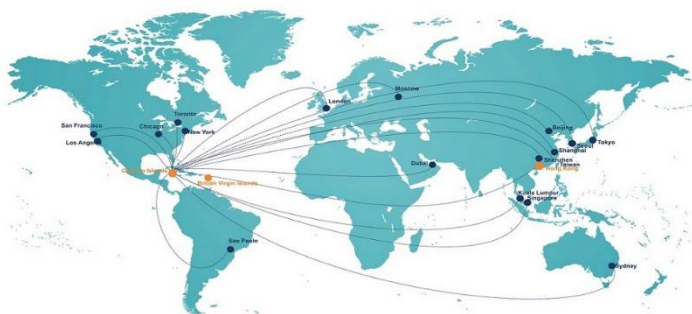 Moscow
London
Toronto
San Francisco
Chicago
New York
Los Angel
Beijing
Seoul
Tokyo
Shanghai
Shenzhen
Taiwan
Hong Kong
Dubai
Cayman Islands
British Virgin Islands
Kuala Lumpur
Singapore
Sao Paulo
Sydney